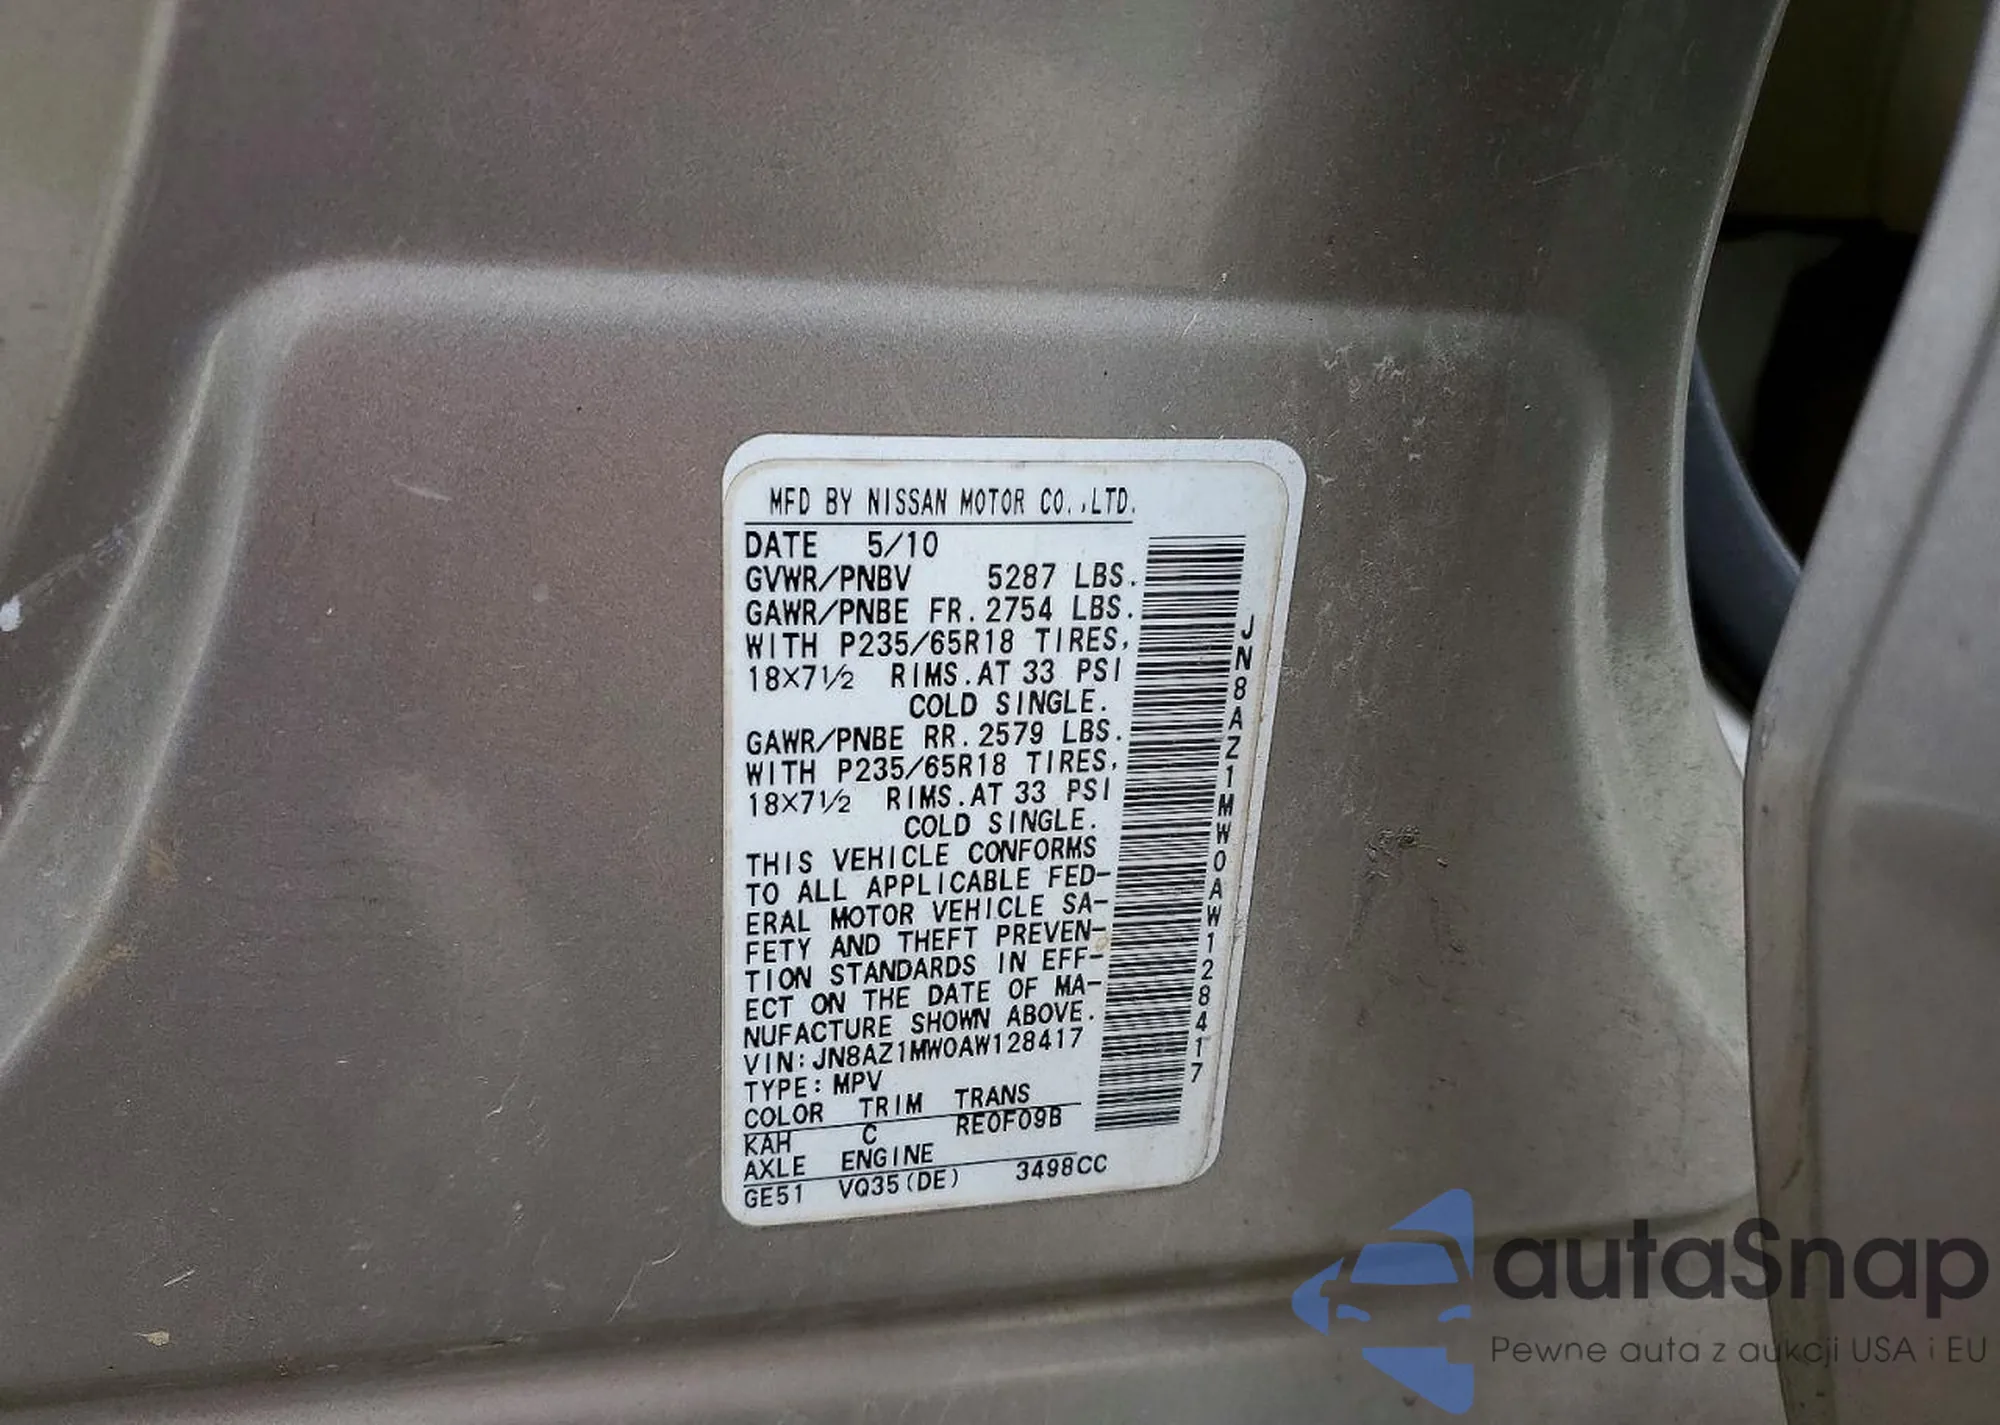 MFD BY NISSAN MOTOR CO.,LTD.
DATE 5/10
GVWR/PNBV 5287 LBS.
GAWR/PNBE FR. 2754 LBS.
WITH P235/65R18 TIRES,
18×7½ RIMS. AT 33 PSI
COLD SINGLE.
GAWR/PNBE RR. 2579 LBS.
WITH P235/65R18 TIRES,
18×7½ RIMS. AT 33 PSI
COLD SINGLE.
THIS VEHICLE CONFORMS
TO ALL APPLICABLE FED-
ERAL MOTOR VEHICLE SA-
FETY AND THEFT PREVEN-
TION STANDARDS IN EFF-
ECT ON THE DATE OF MA-
NUFACTURE SHOWN ABOVE.
VIN:JN8AZ1MW0AW128417
TYPE:MPV
COLOR TRIM TRANS
KAH C RE0F09B
AXLE ENGINE
GE51 VQ35(DE) 3498CC
JN8AZ1MW0AW128417
autaSnap
Pewne auta z aukcji USA i EU